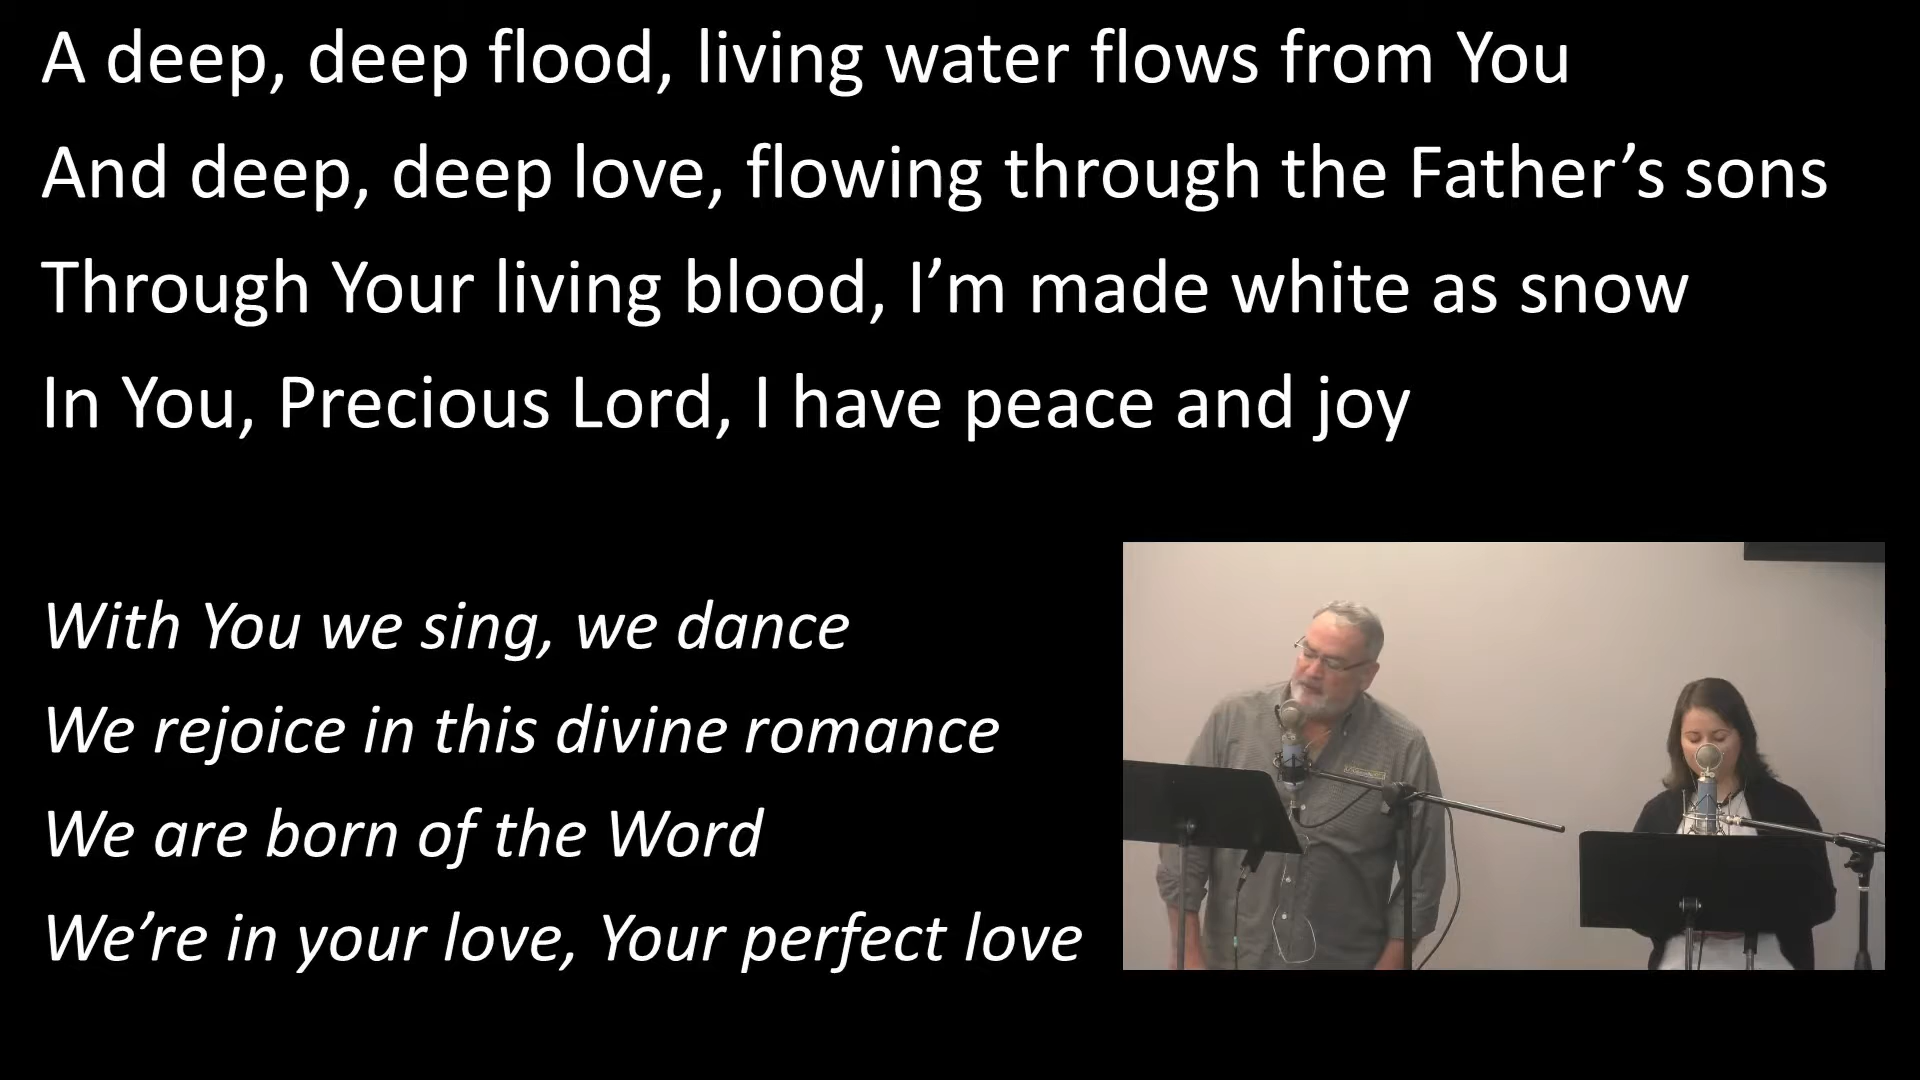 A deep, deep flood, living water flows from You
And deep, deep love, flowing through the Father’s sons
Through Your living blood, I’m made white as snow
In You, Precious Lord, I have peace and joy
With You we sing, we dance
We rejoice in this divine romance
We are born of the Word
We’re in your love, Your perfect love